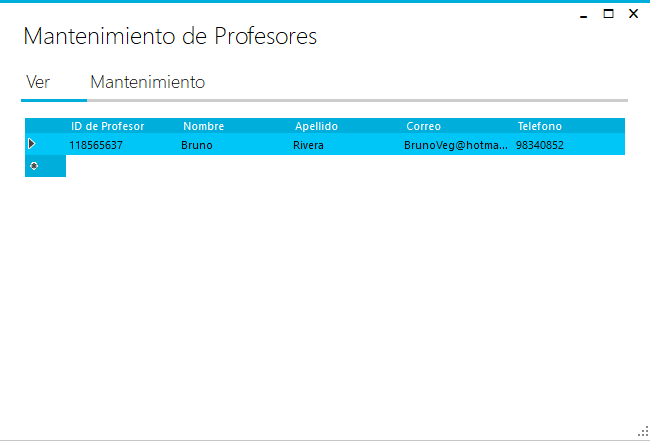 Mantenimiento de Profesores
Ver Mantenimiento
ID de Profesor Nombre Apellido Correo Telefono
118565637 Bruno Rivera BrunoVeg@hotma... 98340852